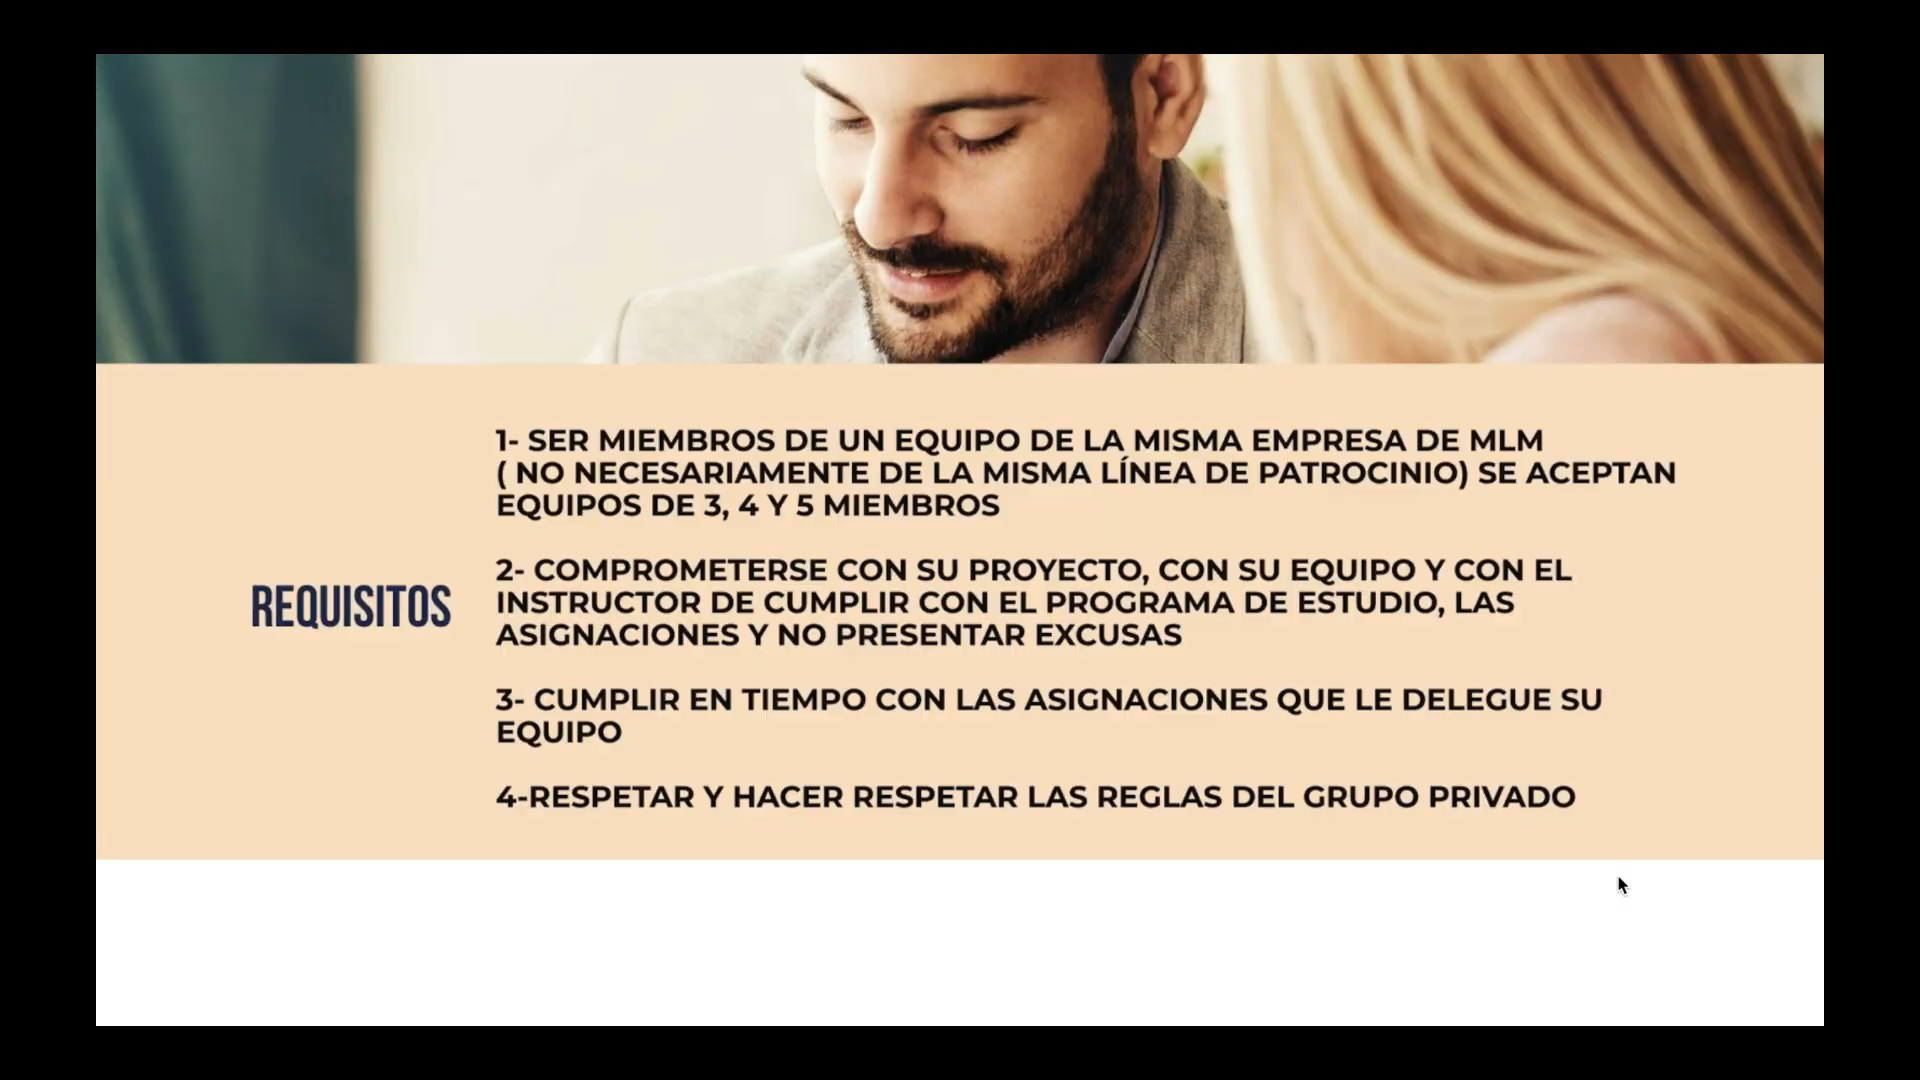 REQUISITOS
1- SER MIEMBROS DE UN EQUIPO DE LA MISMA EMPRESA DE MLM
( NO NECESARIAMENTE DE LA MISMA LÍNEA DE PATROCINIO) SE ACEPTAN
EQUIPOS DE 3, 4 Y 5 MIEMBROS
2- COMPROMETERSE CON SU PROYECTO, CON SU EQUIPO Y CON EL
INSTRUCTOR DE CUMPLIR CON EL PROGRAMA DE ESTUDIO, LAS
ASIGNACIONES Y NO PRESENTAR EXCUSAS
3- CUMPLIR EN TIEMPO CON LAS ASIGNACIONES QUE LE DELEGUE SU
EQUIPO
4-RESPETAR Y HACER RESPETAR LAS REGLAS DEL GRUPO PRIVADO